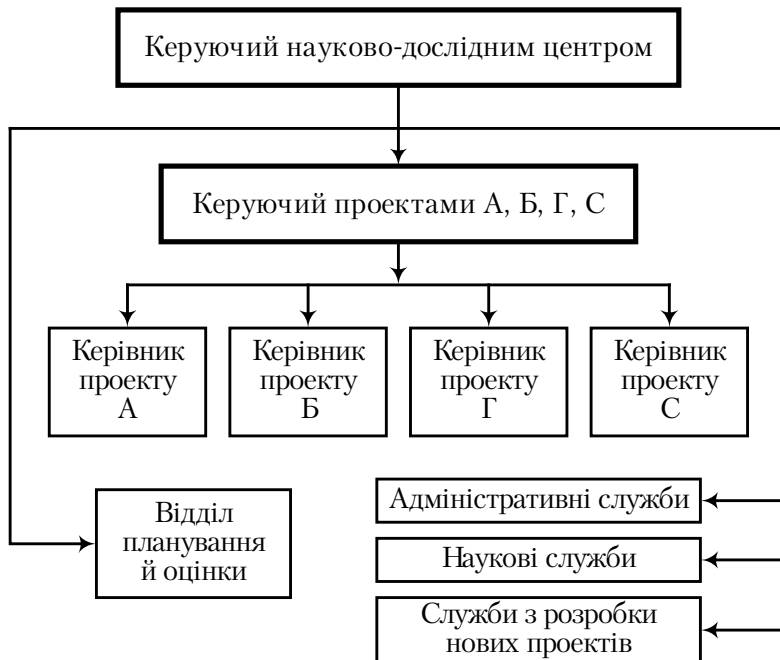 Керуючий науково-дослідним центром
Керуючий проектами А, Б, Г, С
Керівник
проекту
А
Керівник
проекту
Б
Керівник
проекту
Г
Керівник
проекту
С
Відділ
планування
й оцінки
Адміністративні служби
Наукові служби
Служби з розробки
нових проектів